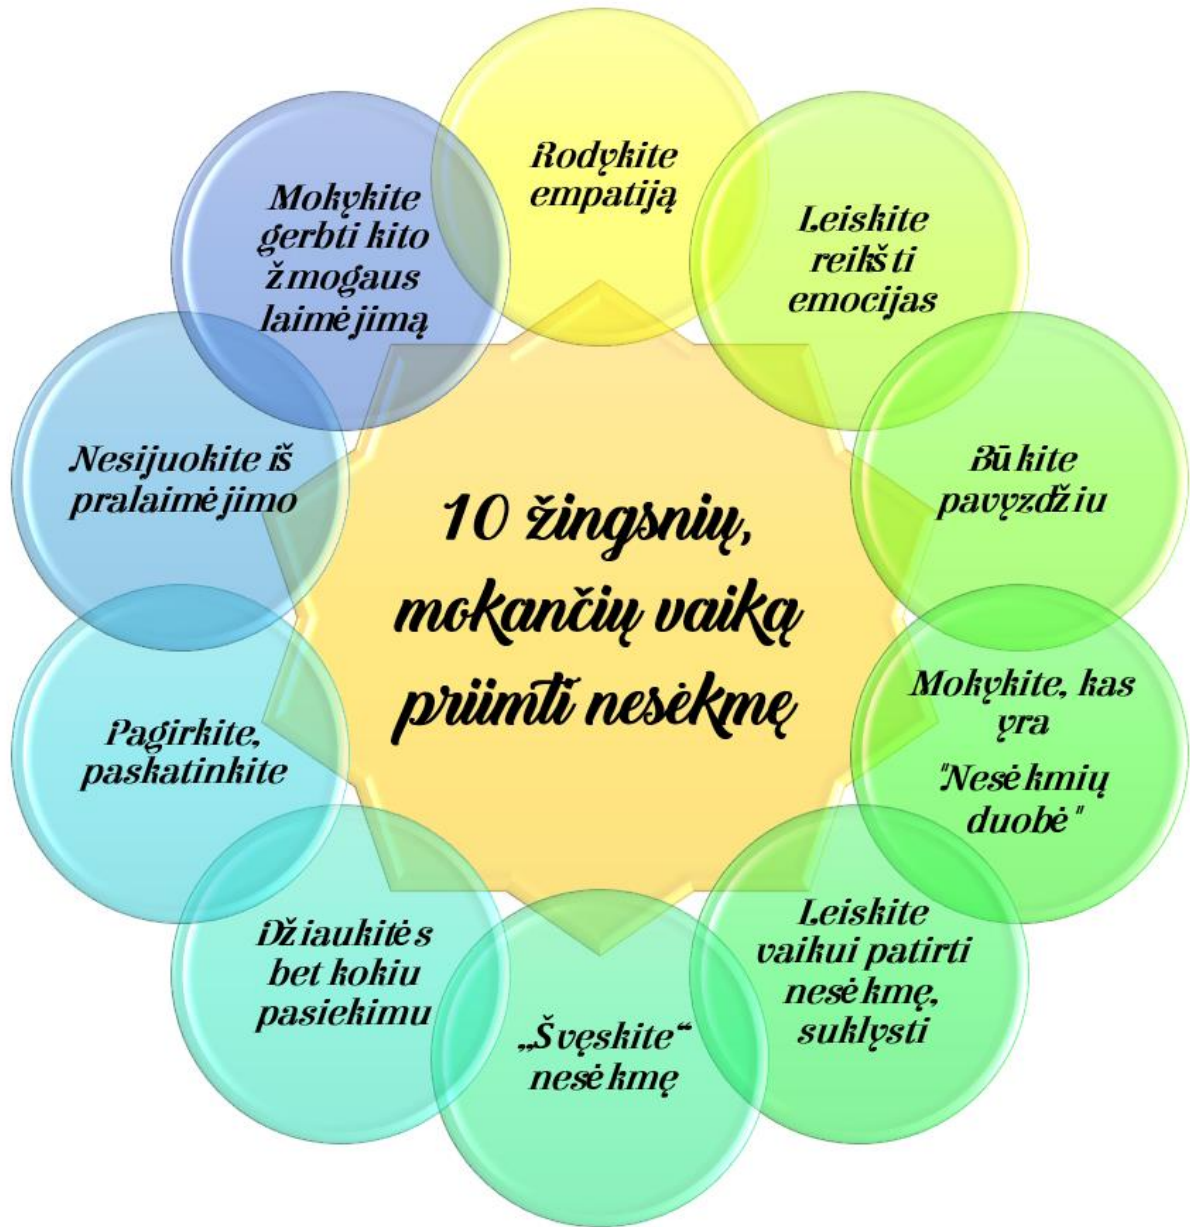 10 žingsnių,
mokančių vaiką
priimti nesėkmę
Rodykite
empatiją
Leiskite
reikšti
emocijas
Būkite
pavyzdžiu
Mokykite, kas
yra
"Nesėkmių
duobė"
Leiskite
vaikui patirti
nesėkmę,
suklysti
„Švęskite“
nesėkmę
Džiaukitės
bet kokiu
pasiekimu
Pagirkite,
paskatinkite
Nesijuokite iš
pralaimėjimo
Mokykite
gerbti kito
žmogaus
laimėjimą